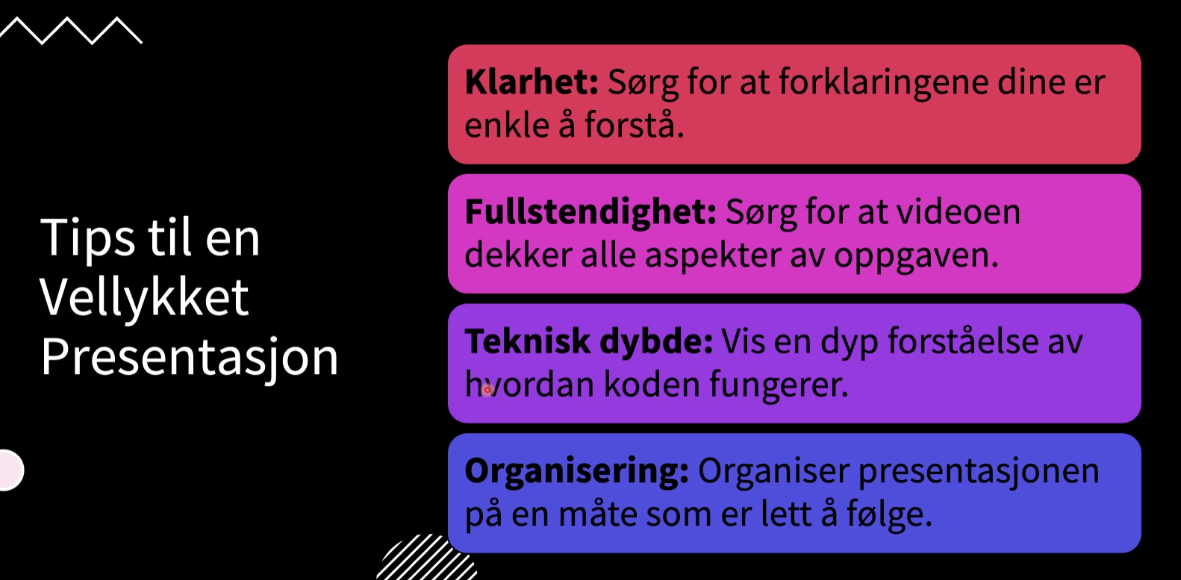 Tips til en
Vellykket
Presentasjon
Klarhet: Sørg for at forklaringene dine er
enkle å forstå.
Fullstendighet: Sørg for at videoen
dekker alle aspekter av oppgaven.
Teknisk dybde: Vis en dyp forståelse av
hvordan koden fungerer.
Organisering: Organiser presentasjonen
på en måte som er lett å følge.